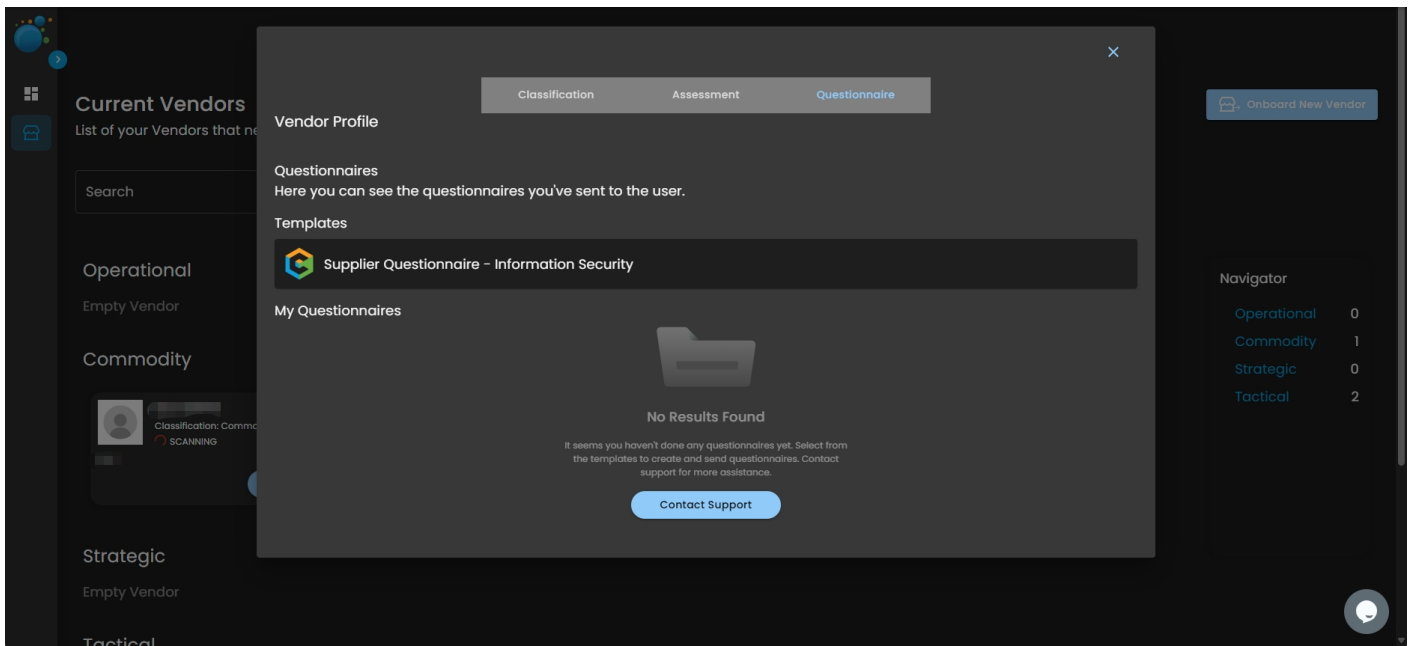 Classification
Assessment
Questionnaire
Vendor Profile
Questionnaires
Here you can see the questionnaires you've sent to the user.
Templates
Supplier Questionnaire - Information Security
My Questionnaires
No Results Found
It seems you haven't done any questionnaires yet. Select from
the templates to create and send questionnaires. Contact
support for more assistance.
Contact Support
Current Vendors
List of your Vendors that
Search
Operational
Empty Vendor
Commodity
Classification:
SCANNING
Strategic
Empty Vendor
Tactical
Onboard New Vendor
Navigator
Operational 0
Commodity 1
Strategic 0
Tactical 2